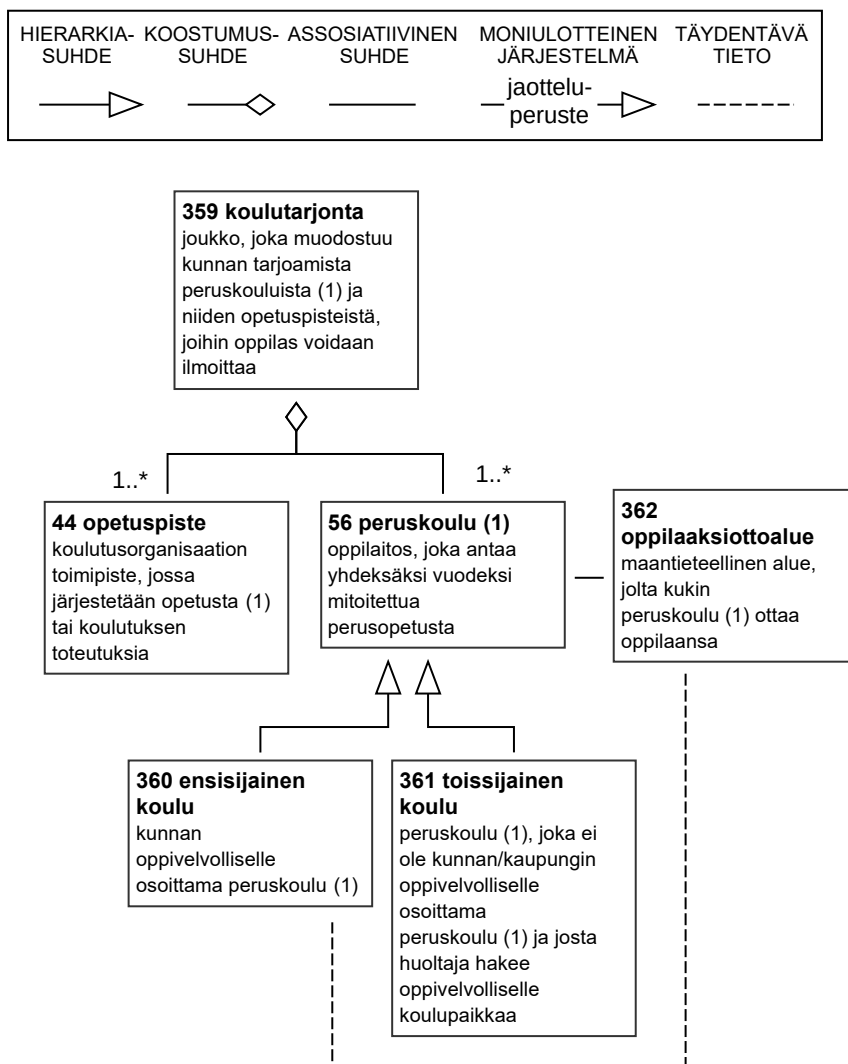 HIERARKIA-
SUHDE
KOOSTUMUS-
SUHDE
ASSOSIATIIVINEN
SUHDE
MONIULOTTEINEN
JÄRJESTELMÄ
jaottelu-
peruste
TÄYDENTÄVÄ
TIETO
359 koulutarjonta
joukko, joka muodostuu
kunnan tarjoamista
peruskouluista (1) ja
niiden opetuspisteistä,
joihin oppilas voidaan
ilmoittaa
1..*
1..*
44 opetuspiste
koulutusorganisaation
toimipiste, jossa
järjestetään opetusta (1)
tai koulutuksen
toteutuksia
56 peruskoulu (1)
oppilaitos, joka antaa
yhdeksäksi vuodeksi
mitoitettua
perusopetusta
362
oppilaaksiottoalue
maantieteellinen alue,
jolta kukin
peruskoulu (1) ottaa
oppilaansa
360 ensisijainen
koulu
kunnan
oppivelvolliselle
osoittama peruskoulu (1)
361 toissijainen
koulu
peruskoulu (1), joka ei
ole kunnan/kaupungin
oppivelvolliselle
osoittama
peruskoulu (1) ja josta
huoltaja hakee
oppivelvolliselle
koulupaikkaa